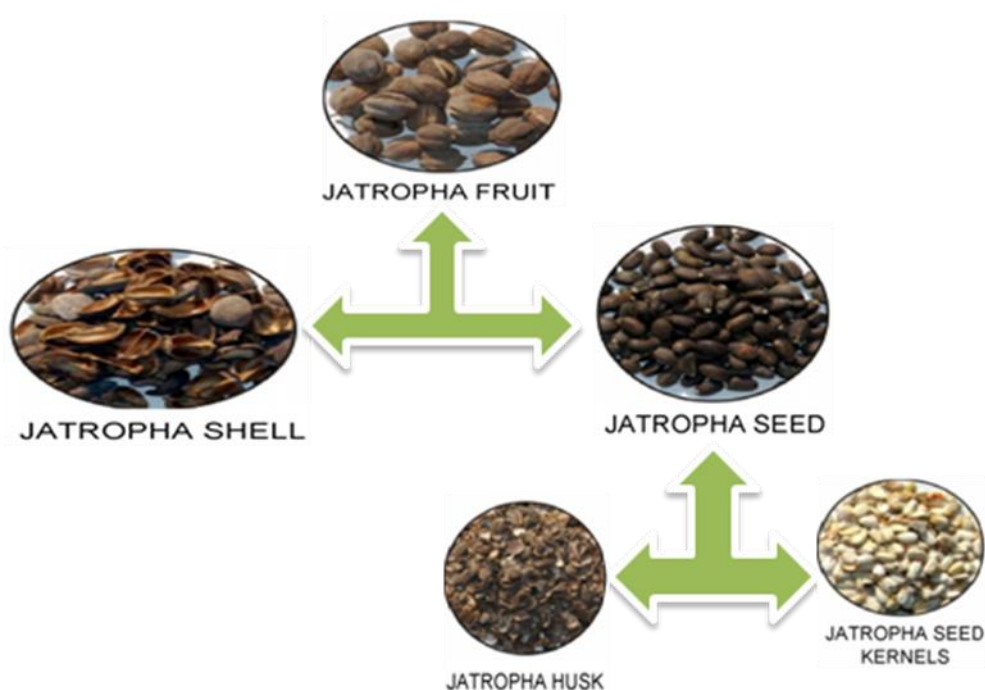 JATROPHA FRUIT
JATROPHA SHELL
JATROPHA SEED
JATROPHA HUSK
JATROPHA SEED
KERNELS